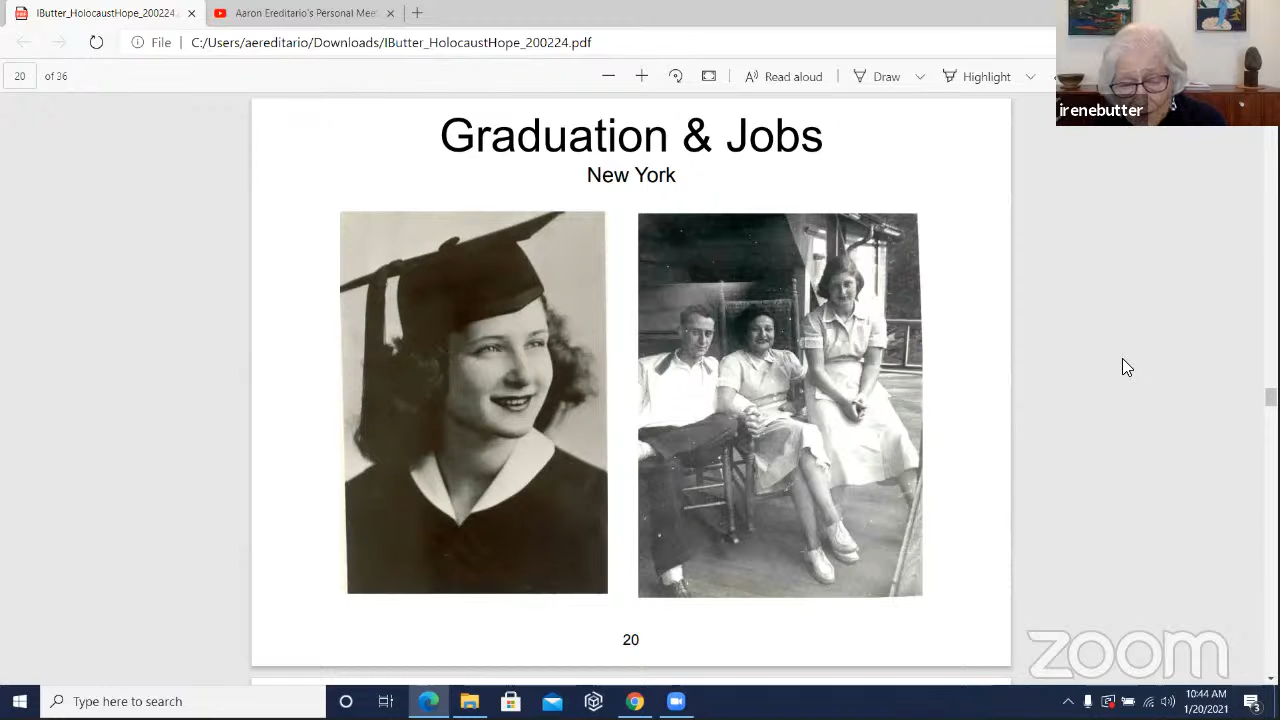 IButter_HolocaustHope_200224.p
Aaron Ereditario's Personal Mee
irenebutter
File
C:/Users/aereditario/Downloads/IButter_HolocaustHope_200224.pdf
20 of 36
Read aloud
Draw
Highlight
Graduation & Jobs
New York
20
zoom
Type here to search
10:44 AM
1/20/2021
3